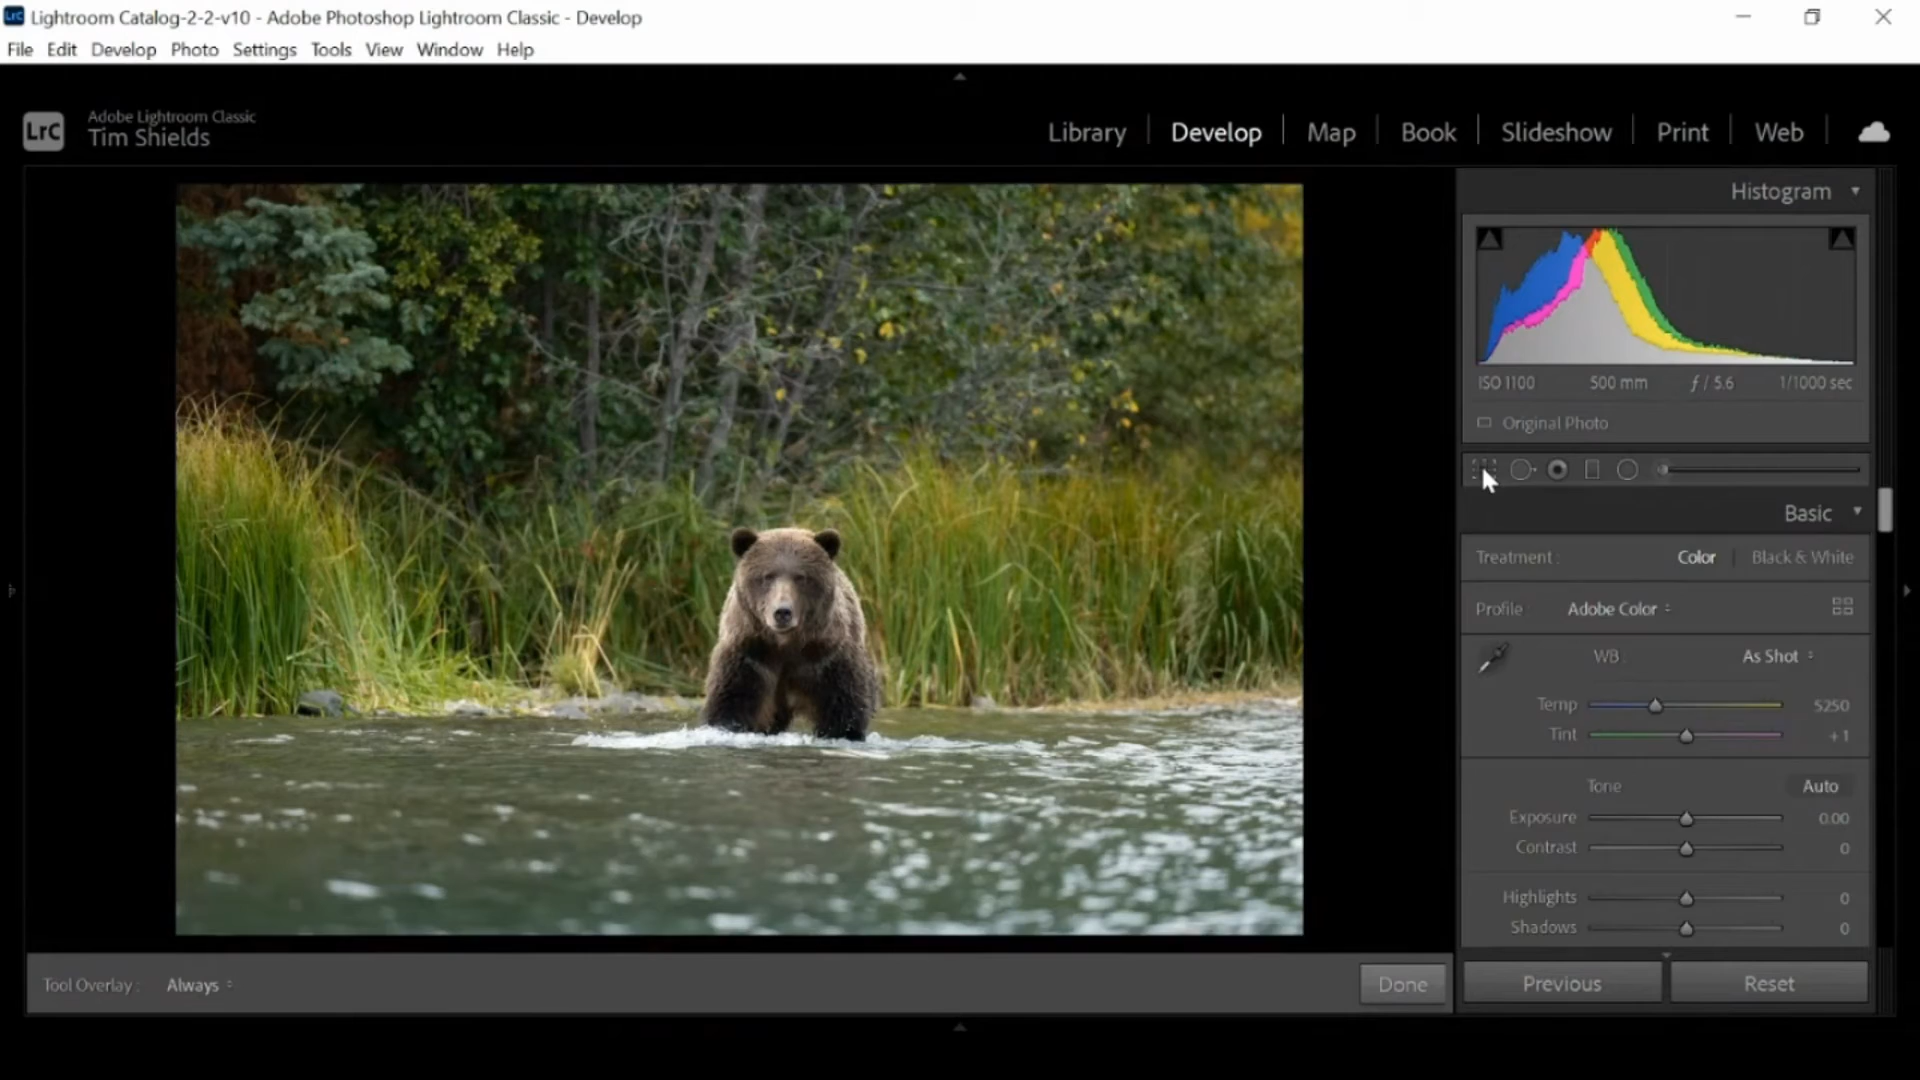 Lightroom Catalog-2-2-v10 - Adobe Photoshop Lightroom Classic - Develop
File Edit Develop Photo Settings Tools View Window Help
LrC
Adobe Lightroom Classic
Tim Shields
Library Develop Map Book Slideshow Print Web
Histogram
ISO 1100 500 mm ƒ / 5.6 1/1000 sec
Original Photo
Basic
Treatment : Color Black & White
Profile Adobe Color
WB : As Shot
Temp 5250
Tint + 1
Tone Auto
Exposure 0.00
Contrast 0
Highlights 0
Shadows 0
Tool Overlay : Always Done Previous Reset